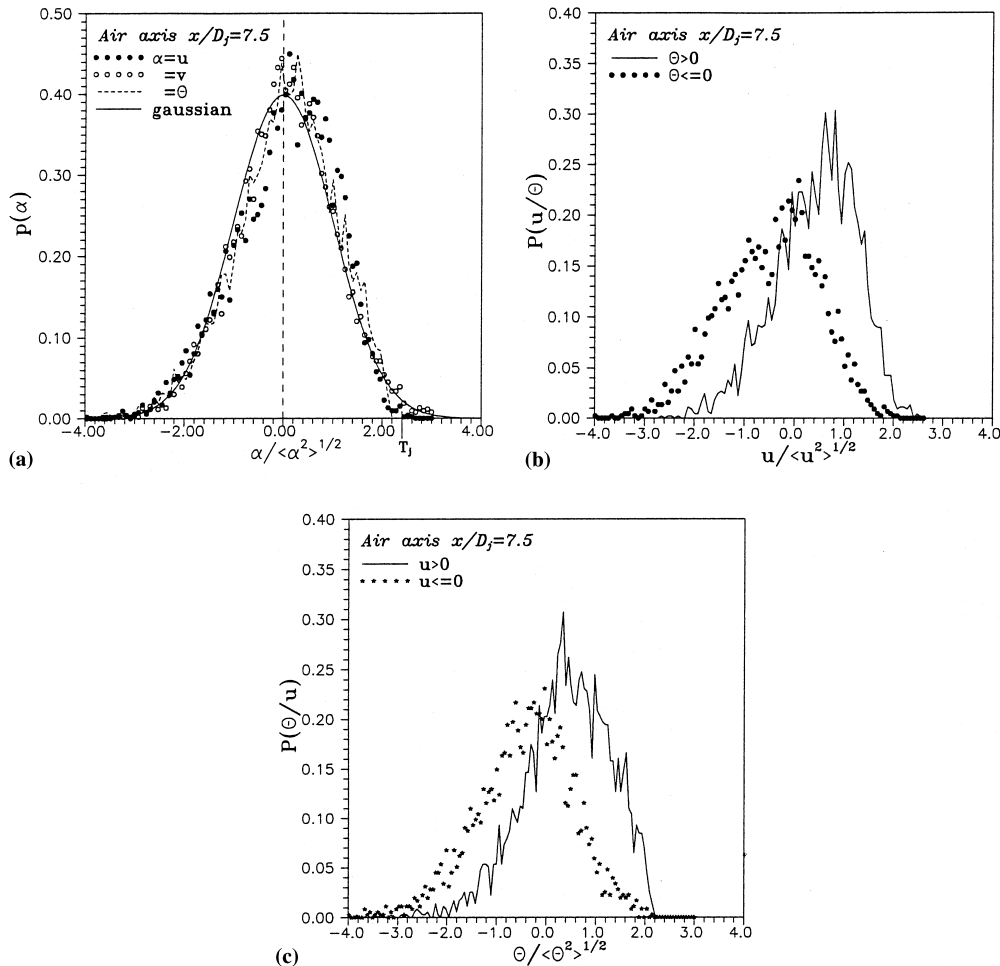 Air axis x/Dj=7.5
α=u
=v
=Θ
gaussian
p(α)
0.50
0.40
0.30
0.20
0.10
0.00
−4.00
−2.00
0.00
2.00
4.00
Tj
α/<α²>1/2
(a)
Air axis x/Dj=7.5
Θ>0
Θ<=0
P(u/Θ)
0.40
0.35
0.30
0.25
0.20
0.15
0.10
0.05
0.00
-4.0 -3.0 -2.0 -1.0 0.0 1.0 2.0 3.0 4.0
u/<u²>1/2
(b)
Air axis x/Dj=7.5
u>0
u<=0
P(Θ/u)
0.40
0.35
0.30
0.25
0.20
0.15
0.10
0.05
0.00
-4.0 -3.0 -2.0 -1.0 0.0 1.0 2.0 3.0 4.0
Θ/<Θ²>1/2
(c)